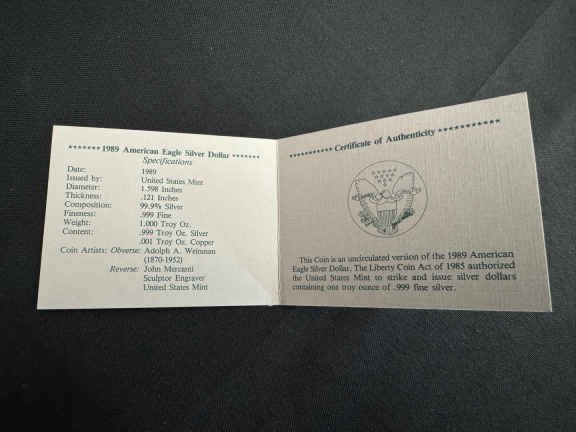 ******* 1989 American Eagle Silver Dollar *******
Specifications
Date: 1989
Issued by: United States Mint
Diameter: 1.598 Inches
Thickness: .121 Inches
Composition: 99.9% Silver
Fineness: .999 Fine
Weight: 1.000 Troy Oz.
Content: .999 Troy Oz. Silver
.001 Troy Oz. Copper
Coin Artists: Obverse: Adolph A. Weinman
(1870-1952)
Reverse: John Mercanti
Sculptor Engraver
United States Mint
*********** Certificate of Authenticity ***********
This Coin is an uncirculated version of the 1989 American
Eagle Silver Dollar. The Liberty Coin Act of 1985 authorized
the United States Mint to strike and issue silver dollars
containing one troy ounce of .999 fine silver.